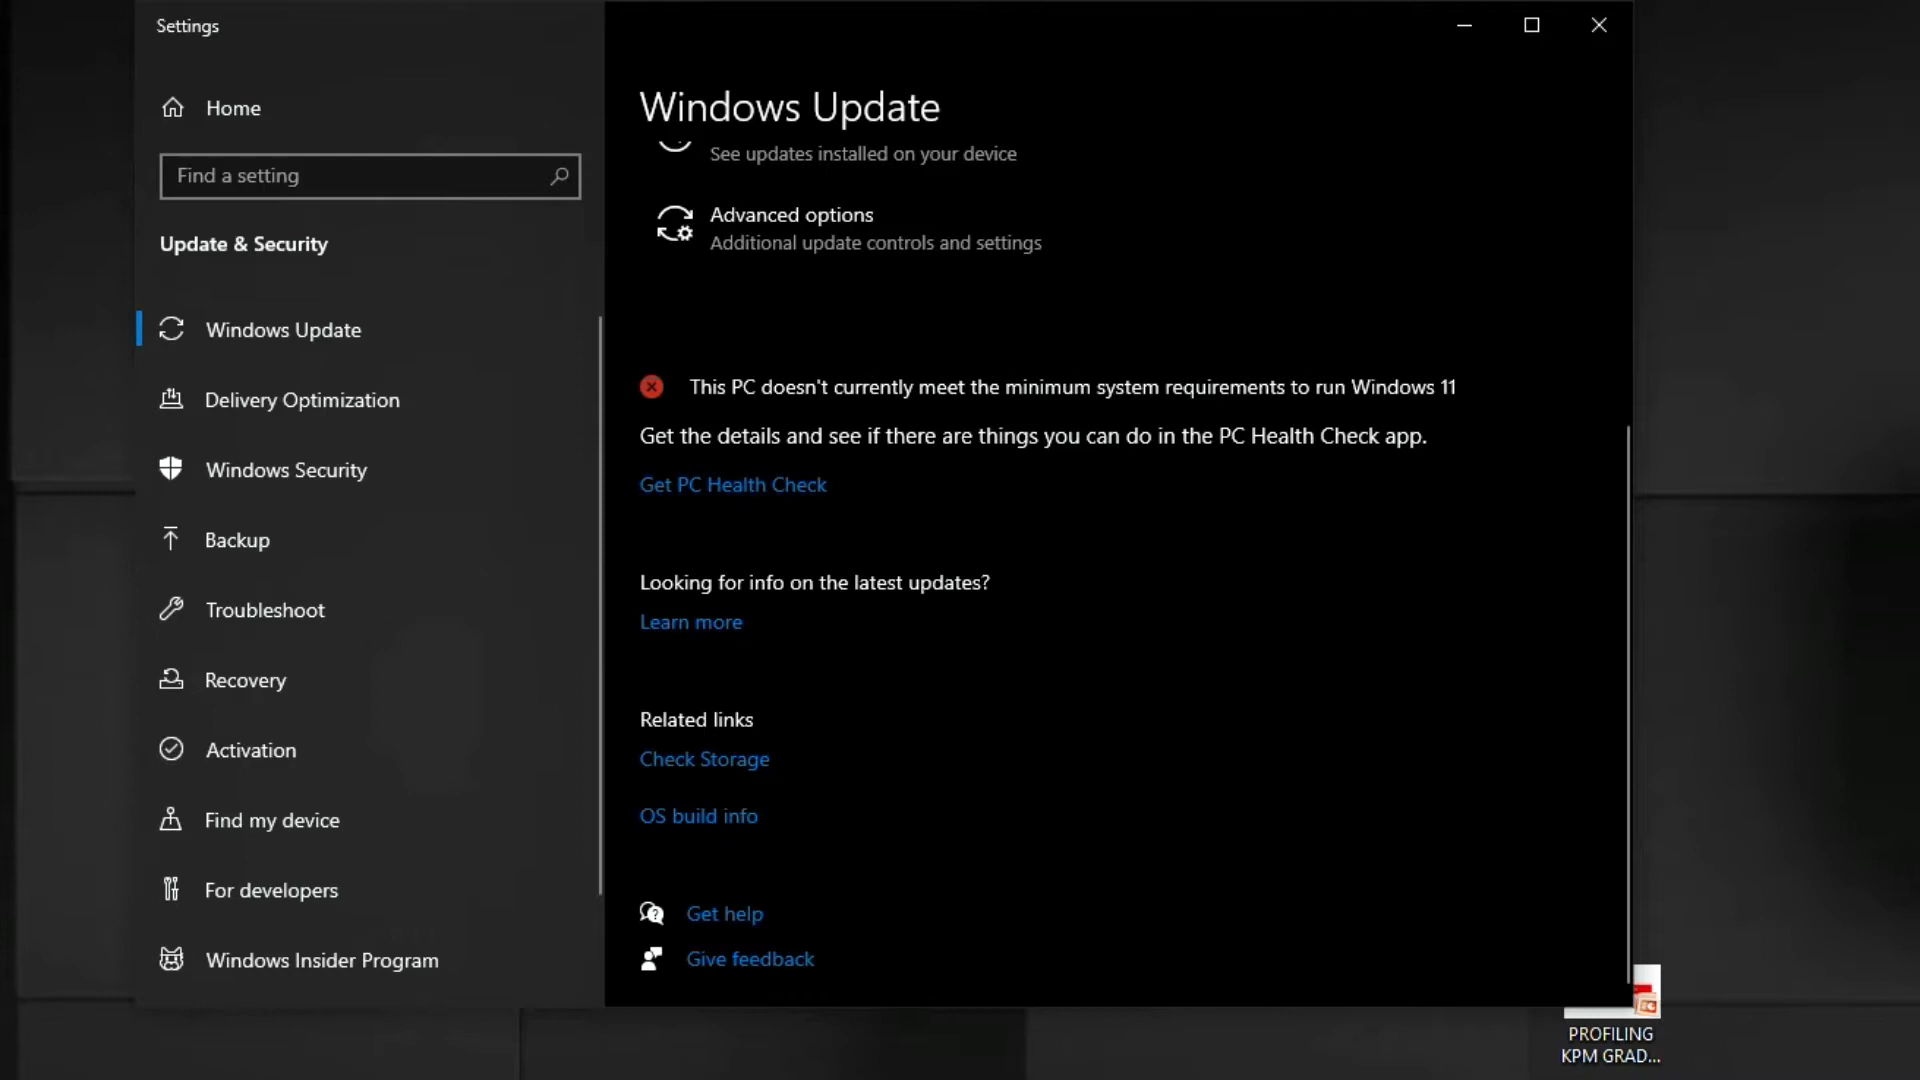 Settings
Home
Find a setting
Update & Security
Windows Update
Delivery Optimization
Windows Security
Backup
Troubleshoot
Recovery
Activation
Find my device
For developers
Windows Insider Program
Windows Update
See updates installed on your device
Advanced options
Additional update controls and settings
This PC doesn't currently meet the minimum system requirements to run Windows 11
Get the details and see if there are things you can do in the PC Health Check app.
Get PC Health Check
Looking for info on the latest updates?
Learn more
Related links
Check Storage
OS build info
Get help
Give feedback
PROFILING
KPM GRAD...